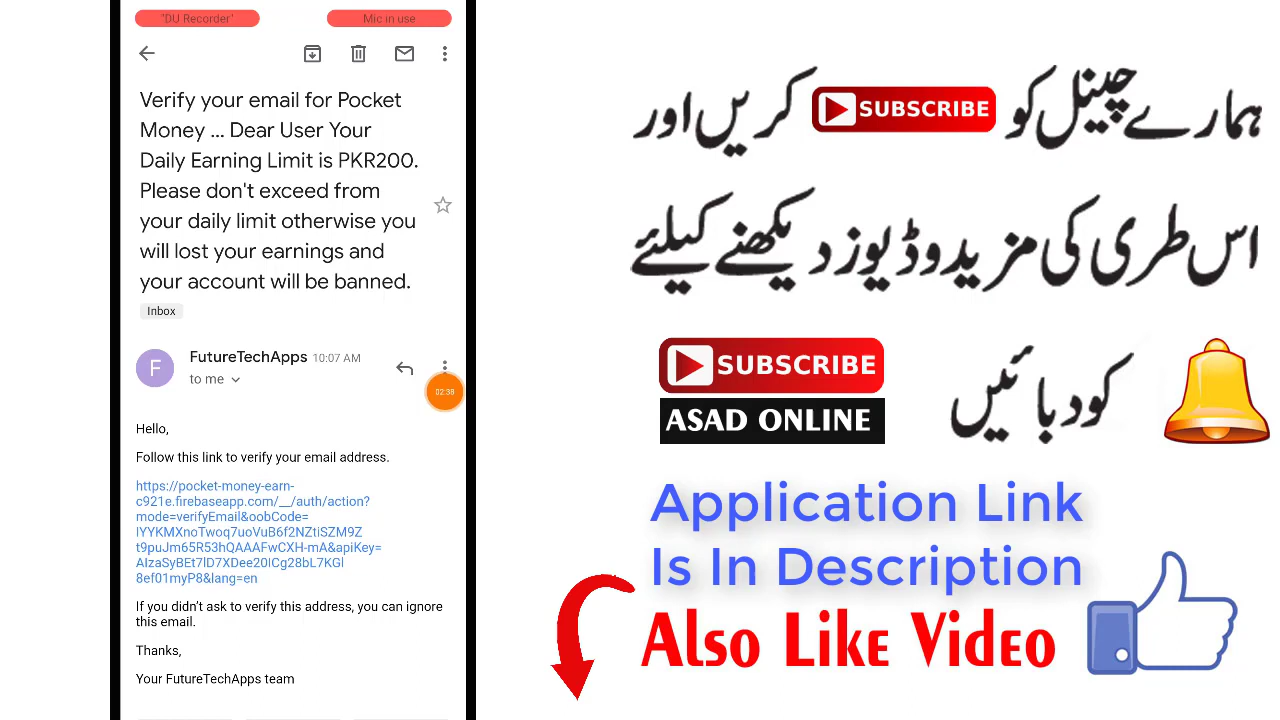 "DU Recorder"
Mic in use
Verify your email for Pocket
Money ... Dear User Your
Daily Earning Limit is PKR200.
Please don't exceed from
your daily limit otherwise you
will lost your earnings and
your account will be banned.
Inbox
F
FutureTechApps 10:07 AM
to me
02:38
Hello,
Follow this link to verify your email address.
https://pocket-money-earn-
c921e.firebaseapp.com/__/auth/action?
mode=verifyEmail&oobCode=
lYYKMXnoTwoq7uoVuB6f2NZtiSZM9Z
t9puJm65R53hQAAAFwCXH-mA&apiKey=
AIzaSyBEt7lD7XDee20ICg28bL7KGl
8ef01myP8&lang=en
If you didn't ask to verify this address, you can ignore
this email.
Thanks,
Your FutureTechApps team
ہمارے چینل کو SUBSCRIBE کریں اور
اس طری کی مزید وڈیوز دیکھنے کیلئے
SUBSCRIBE
ASAD ONLINE
کو دبائیں
Application Link
Is In Description
Also Like Video